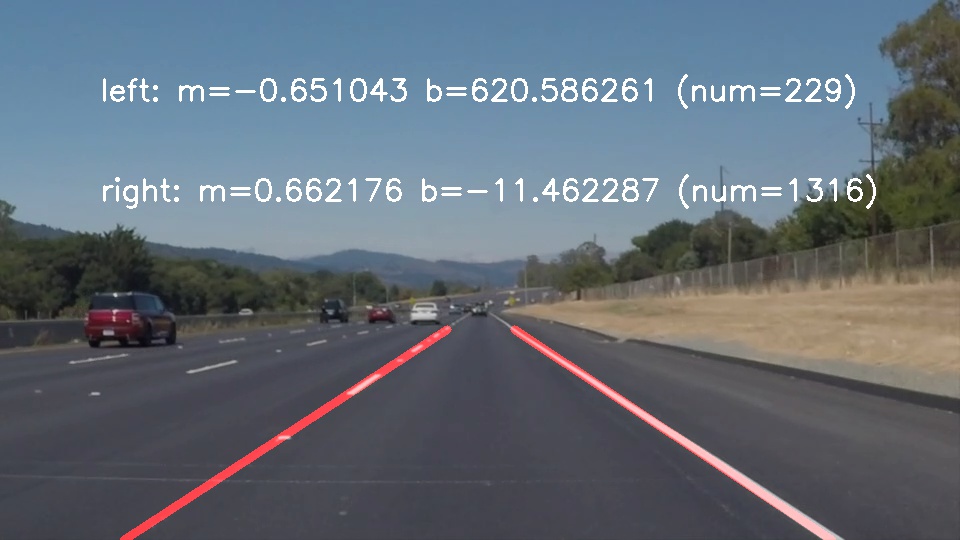 left: m=-0.651043 b=620.586261 (num=229)
right: m=0.662176 b=-11.462287 (num=1316)